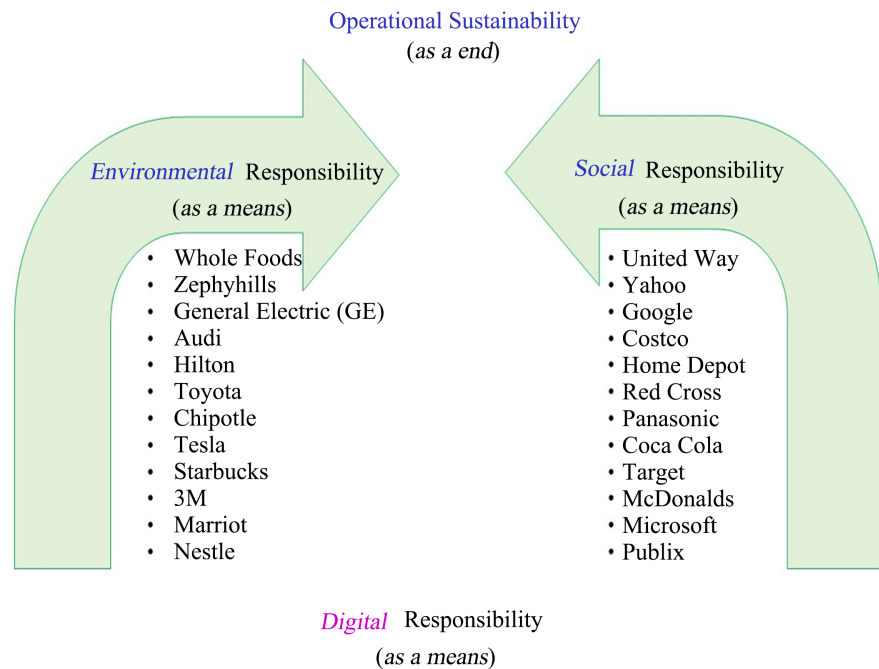 Operational Sustainability
(as a end)
Environmental Responsibility
(as a means)
• Whole Foods
• Zephyhills
• General Electric (GE)
• Audi
• Hilton
• Toyota
• Chipotle
• Tesla
• Starbucks
• 3M
• Marriot
• Nestle
Social Responsibility
(as a means)
• United Way
• Yahoo
• Google
• Costco
• Home Depot
• Red Cross
• Panasonic
• Coca Cola
• Target
• McDonalds
• Microsoft
• Publix
Digital Responsibility
(as a means)